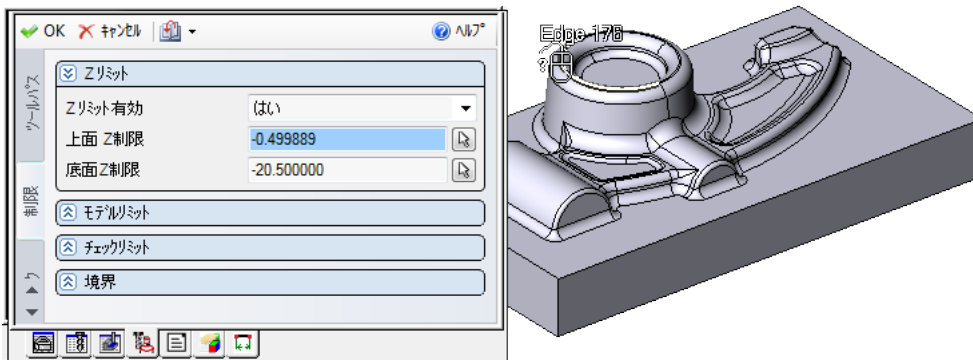 OK ｷｬﾝｾﾙ ﾍﾙﾌﾟ
ツールパス
制限
Ｚﾘﾐｯﾄ
Ｚﾘﾐｯﾄ有効 はい
上面 Z制限 -0.499889
底面Z制限 -20.500000
ﾓﾃﾞﾙﾘﾐｯﾄ
ﾁｪｯｸﾘﾐｯﾄ
境界
Edge 176